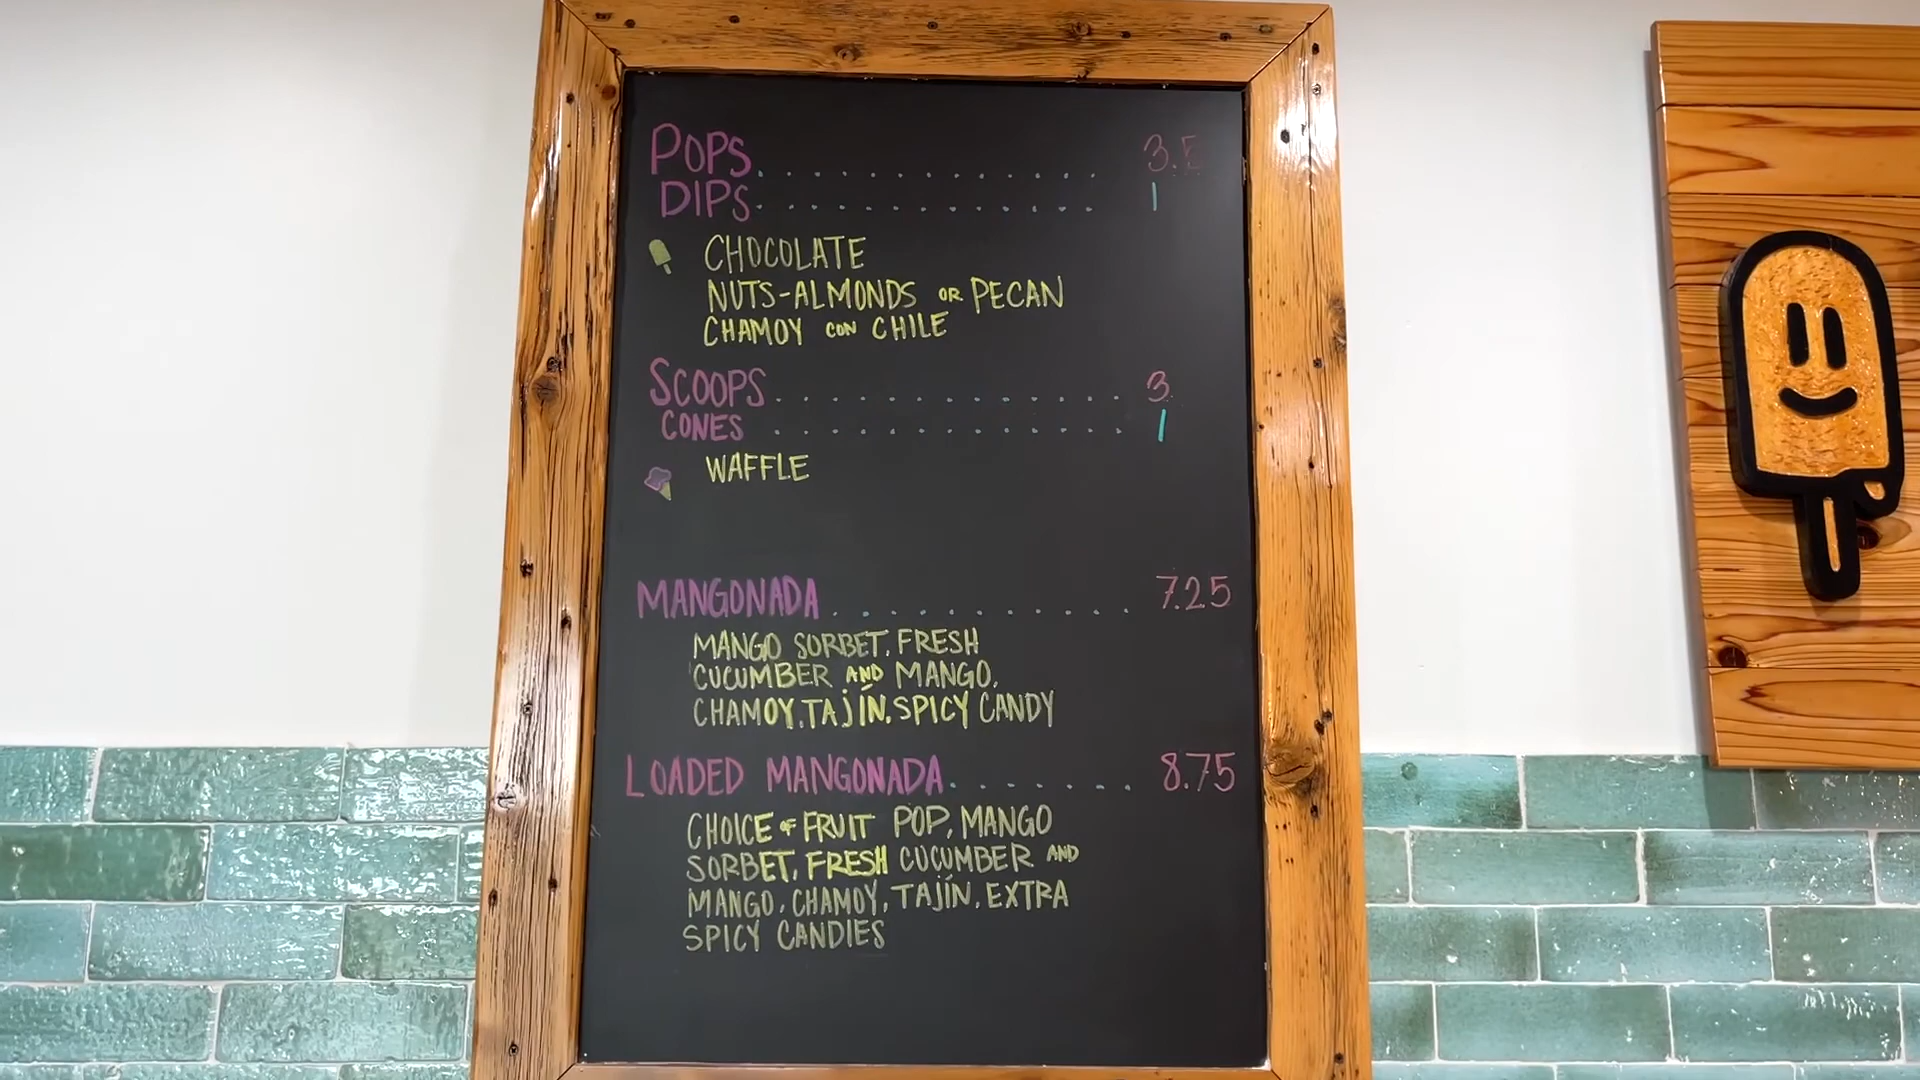 POPS. . . . . . . . . . . . . 3.
DIPS. . . . . . . . . . . . . 1
CHOCOLATE
NUTS-ALMONDS OR PECAN
CHAMOY CON CHILE
SCOOPS. . . . . . . . . . . . . 3
CONES . . . . . . . . . . . . . 1
WAFFLE
MANGONADA . . . . . . . . . . . 7.25
MANGO SORBET, FRESH
CUCUMBER AND MANGO,
CHAMOY, TAJÍN, SPICY CANDY
LOADED MANGONADA. . . . . . . 8.75
CHOICE OF FRUIT POP, MANGO
SORBET, FRESH CUCUMBER AND
MANGO, CHAMOY, TAJÍN, EXTRA
SPICY CANDIES